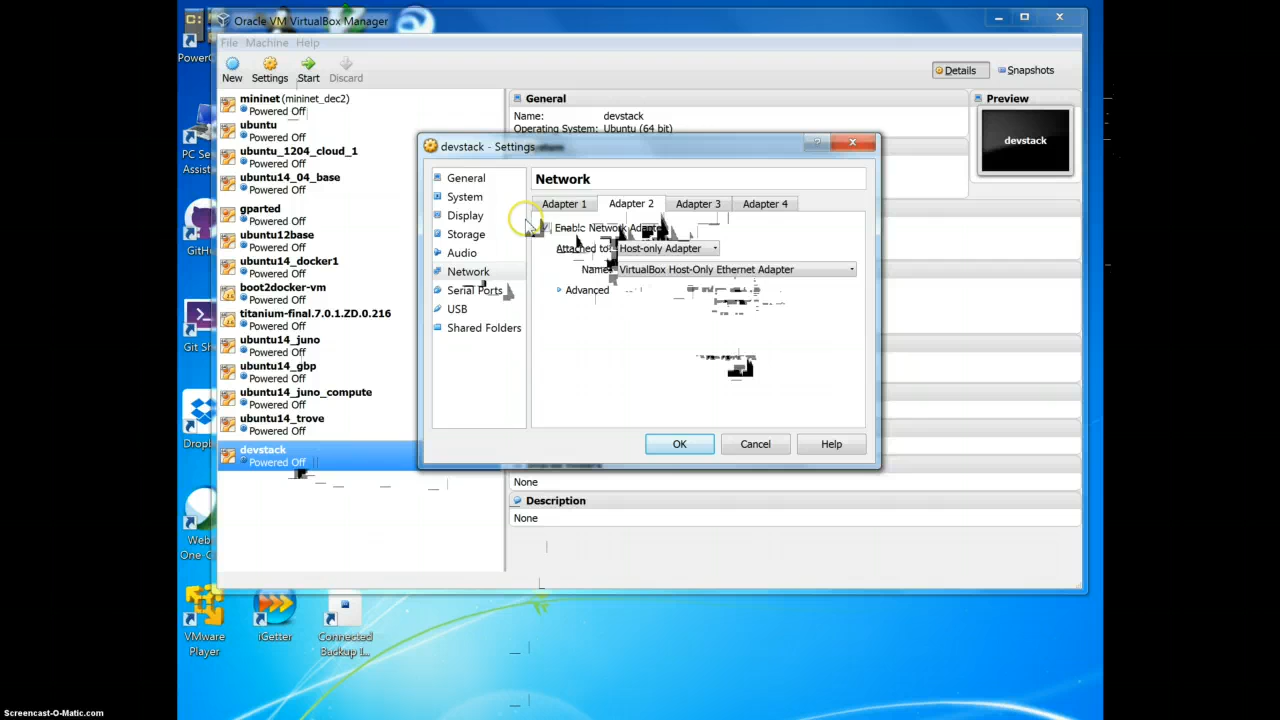 Oracle VM VirtualBox Manager
File Machine Help
New Settings Start Discard
Details Snapshots
mininet (mininet_dec2)
Powered Off
ubuntu
Powered Off
ubuntu_1204_cloud_1
Powered Off
ubuntu14_04_base
Powered Off
gparted
Powered Off
ubuntu12base
Powered Off
ubuntu14_docker1
Powered Off
boot2docker-vm
Powered Off
titanium-final.7.0.1.ZD.0.216
Powered Off
ubuntu14_juno
Powered Off
ubuntu14_gbp
Powered Off
ubuntu14_juno_compute
Powered Off
ubuntu14_trove
Powered Off
devstack
Powered Off
General
Name: devstack
Operating System: Ubuntu (64 bit)
Preview
devstack
devstack - Settings
General
System
Display
Storage
Audio
Network
Serial Ports
USB
Shared Folders
Network
Adapter 1 Adapter 2 Adapter 3 Adapter 4
Enable Network Adapter
Attached to: Host-only Adapter
Name: VirtualBox Host-Only Ethernet Adapter
Advanced
OK Cancel Help
None
Description
None
PC Se
Assist
GitH
Git Sh
Drop
Web
One-C
VMware
Player
iGetter
Connected
Backup I...
Screencast-O-Matic.com